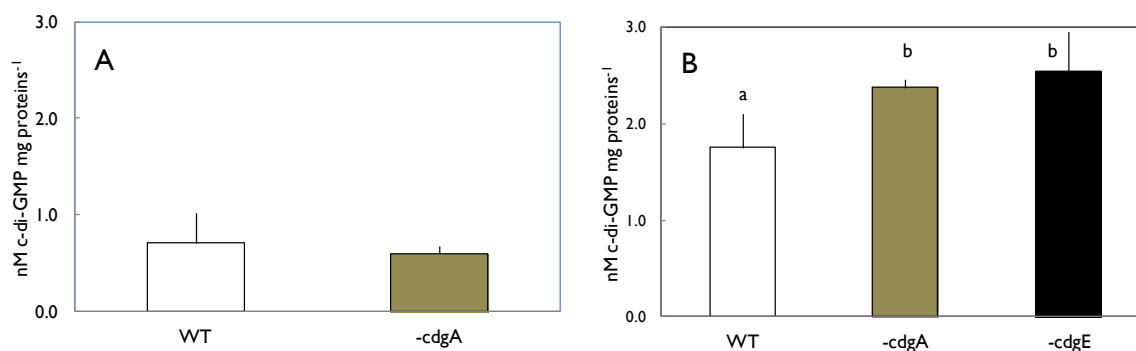 A
nM c-di-GMP mg proteins-1
3.0
2.0
1.0
0.0
WT
-cdgA
B
nM c-di-GMP mg proteins-1
3.0
2.0
1.0
0.0
a
b
b
WT
-cdgA
-cdgE